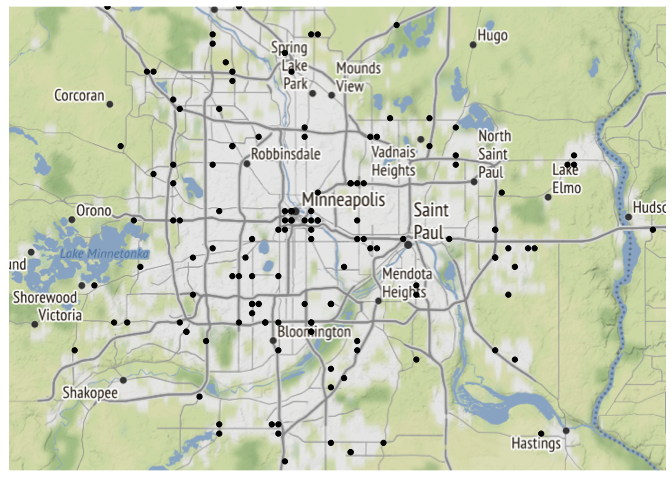 Hugo
Spring
Lake
Park
Mounds
View
Corcoran
Robbinsdale
Vadnais
Heights
North
Saint
Paul
Lake
Elmo
Minneapolis
Orono
Saint
Paul
Hudso
Lake Minnetonka
und
Mendota
Heights
Shorewood
Victoria
Bloomington
Shakopee
Hastings